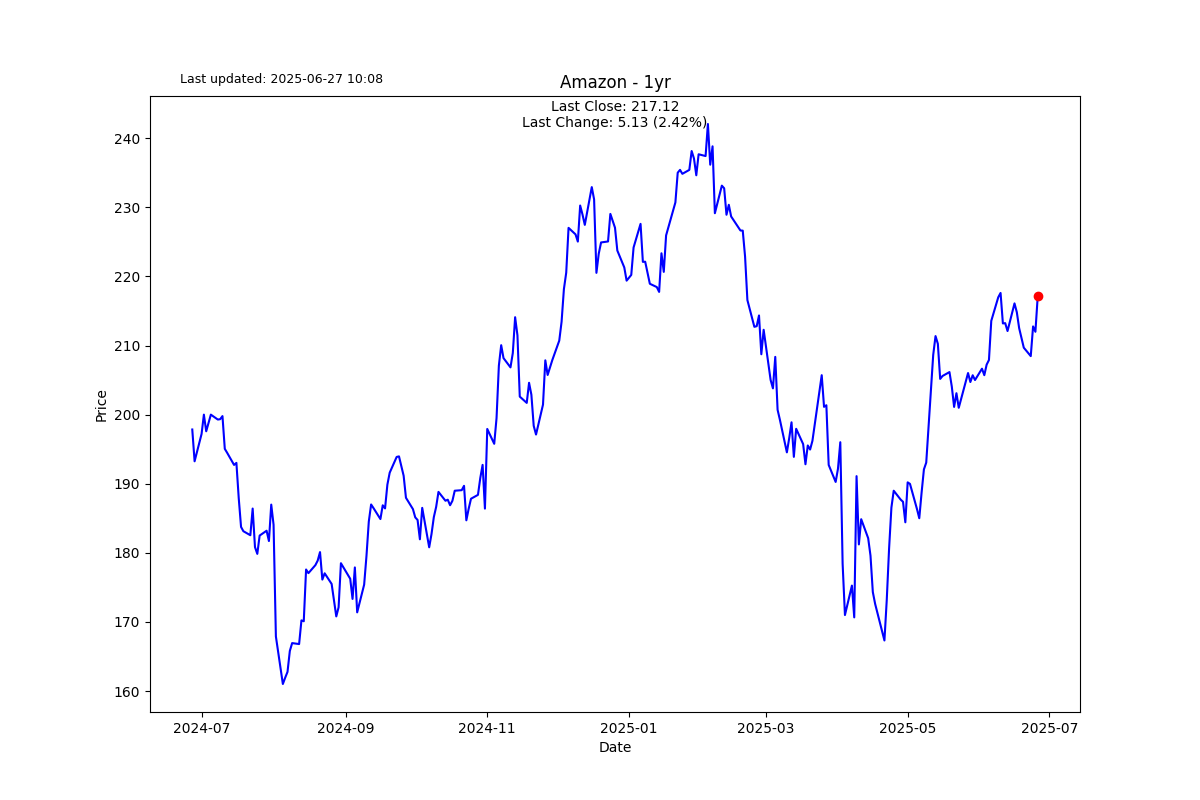 Last updated: 2025-06-27 10:08
Amazon - 1yr
Last Close: 217.12
Last Change: 5.13 (2.42%)
240
230
220
210
200
190
180
170
160
Price
2024-07
2024-09
2024-11
2025-01
2025-03
2025-05
2025-07
Date